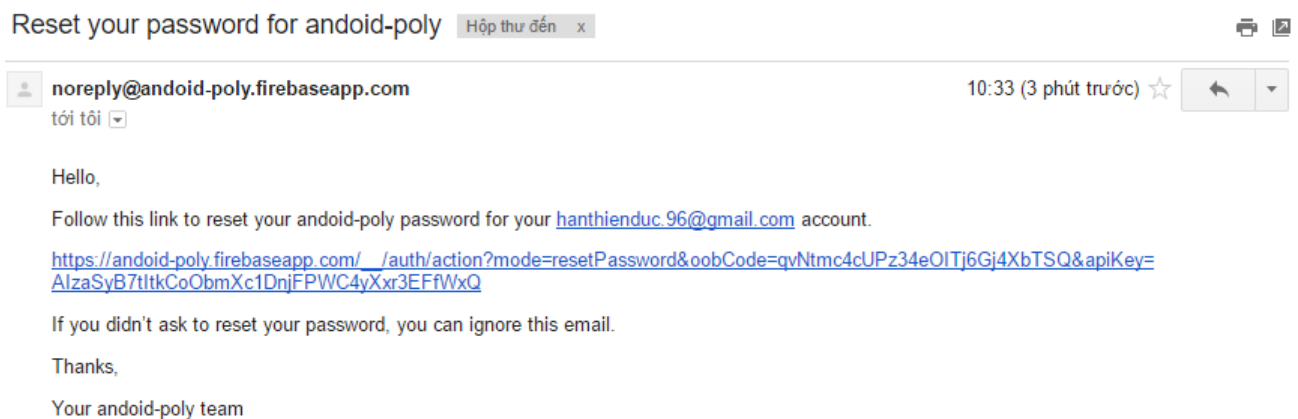 Reset your password for andoid-poly Hộp thư đến x
noreply@andoid-poly.firebaseapp.com 10:33 (3 phút trước)
tới tôi
Hello,
Follow this link to reset your andoid-poly password for your hanthienduc.96@gmail.com account.
https://andoid-poly.firebaseapp.com/__/auth/action?mode=resetPassword&oobCode=qvNtmc4cUPz34eOITj6Gj4XbTSQ&apiKey=
AIzaSyB7tItkCoObmXc1DnjFPWC4yXxr3EFfWxQ
If you didn’t ask to reset your password, you can ignore this email.
Thanks,
Your andoid-poly team